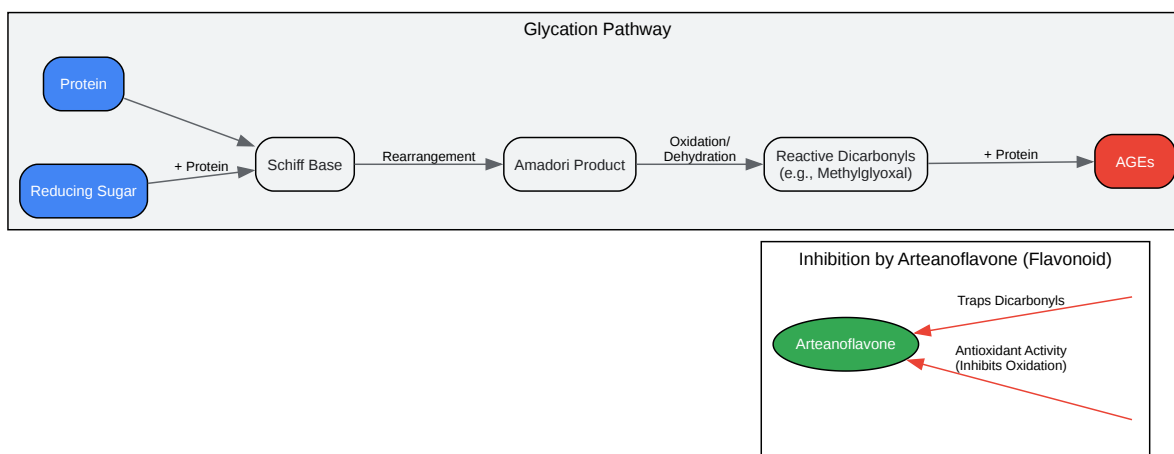 Glycation Pathway
Protein
Reducing Sugar
+ Protein
Schiff Base
Rearrangement
Amadori Product
Oxidation/
Dehydration
Reactive Dicarbonyls
(e.g., Methylglyoxal)
+ Protein
AGEs
Inhibition by Arteanoflavone (Flavonoid)
Arteanoflavone
Traps Dicarbonyls
Antioxidant Activity
(Inhibits Oxidation)